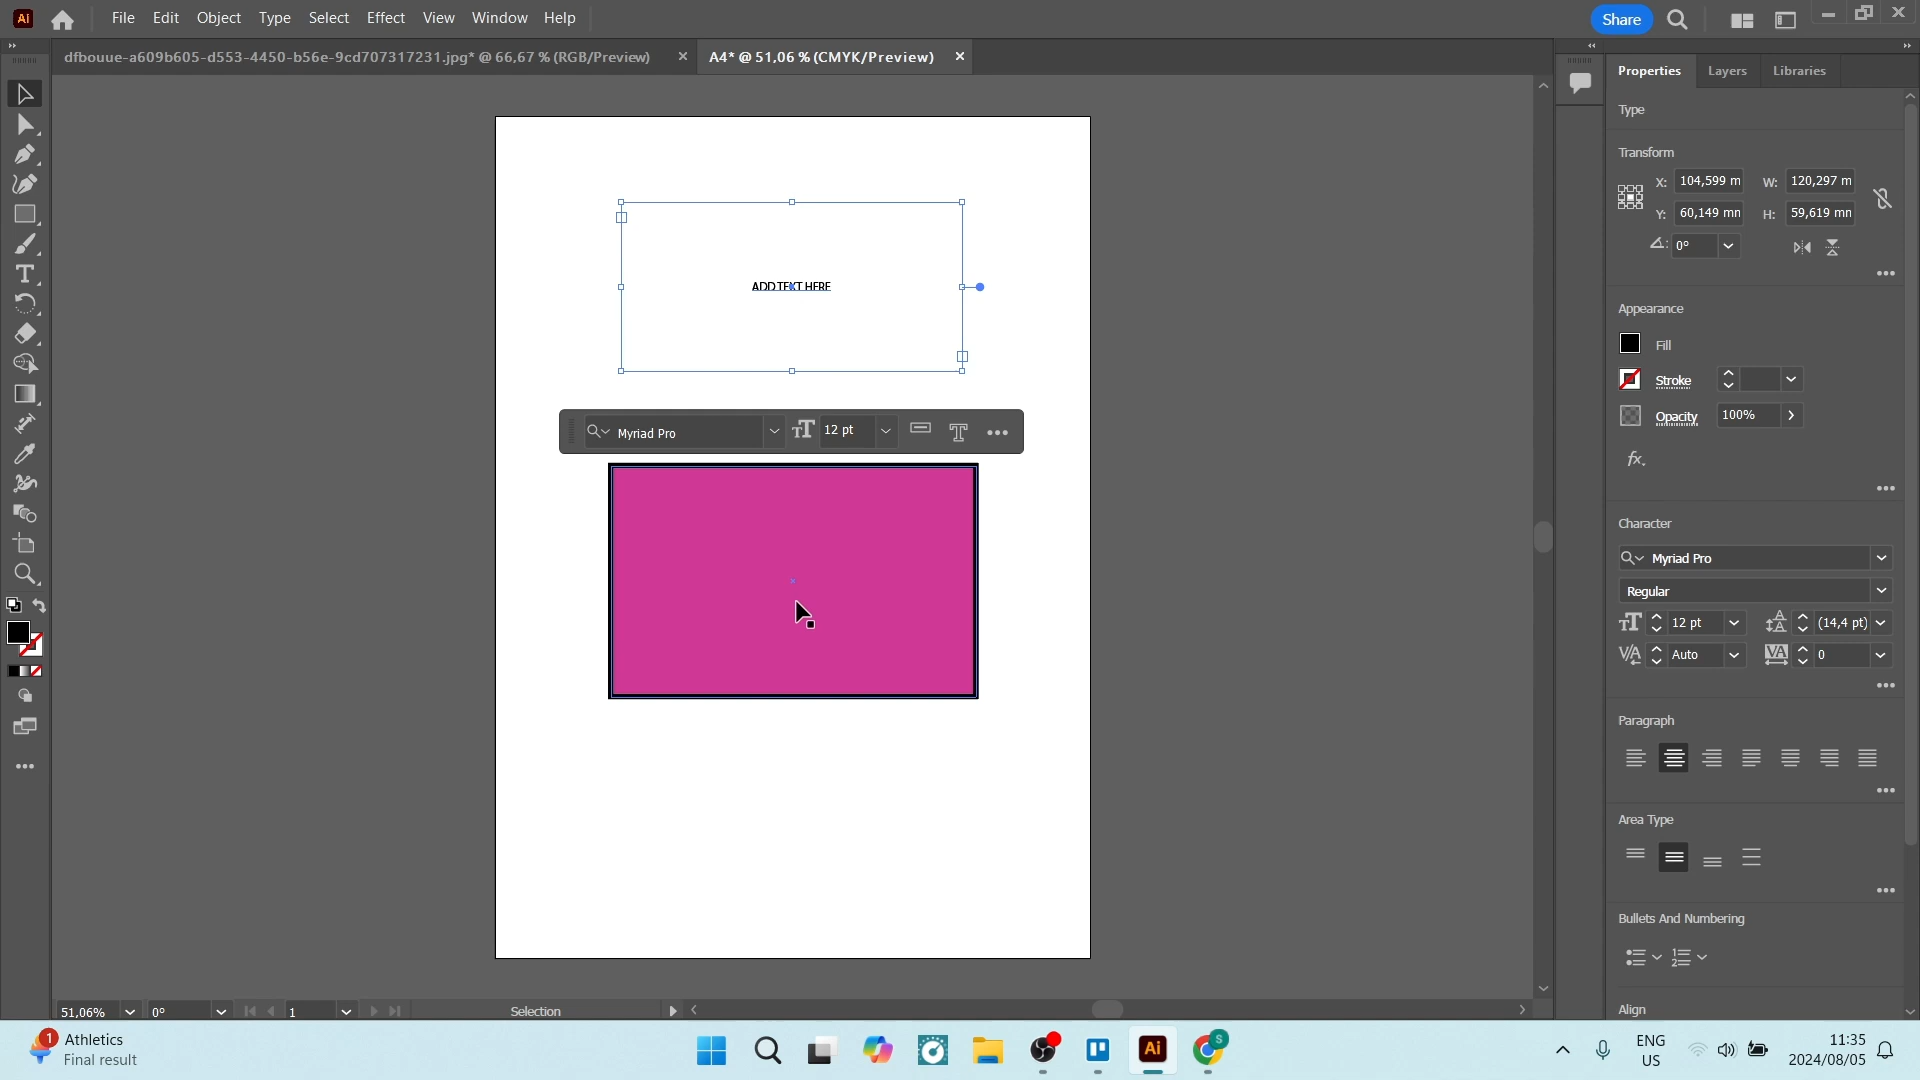 Ai File Edit Object Type Select Effect View Window Help Share
dfbouue-a609b605-d553-4450-b56e-9cd707317231.jpg* @ 66,67 % (RGB/Preview) A4* @ 51,06 % (CMYK/Preview)
Properties Layers Libraries
Type
Transform
X: 104,599 m W: 120,297 m
Y: 60,149 mm H: 59,619 mm
0°
Appearance
Fill
Stroke
Opacity 100%
fx
Character
Myriad Pro
Regular
12 pt (14,4 pt)
Auto 0
Paragraph
Area Type
Bullets And Numbering
Align
ADD TEXT HERE
Myriad Pro 12 pt
51,06% 0° 1 Selection
1 Athletics
Final result
Ai
S
ENG
US
11:35
2024/08/05